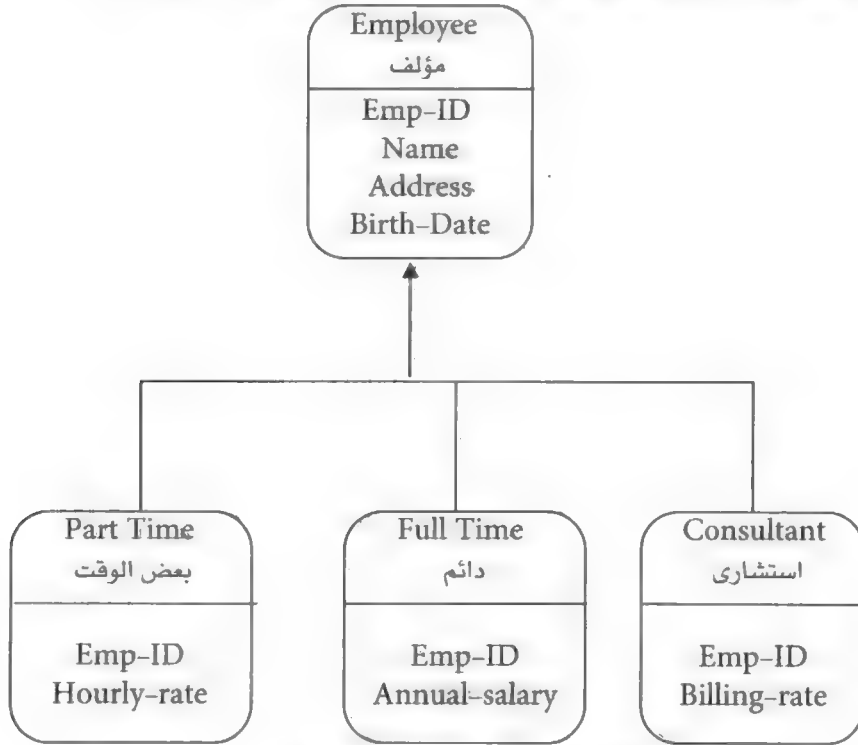 Employee
مؤلف
Emp-ID
Name
Address
Birth-Date
Part Time
بعض الوقت
Emp-ID
Hourly-rate
Full Time
دائم
Emp-ID
Annual-salary
Consultant
استشارى
Emp-ID
Billing-rate